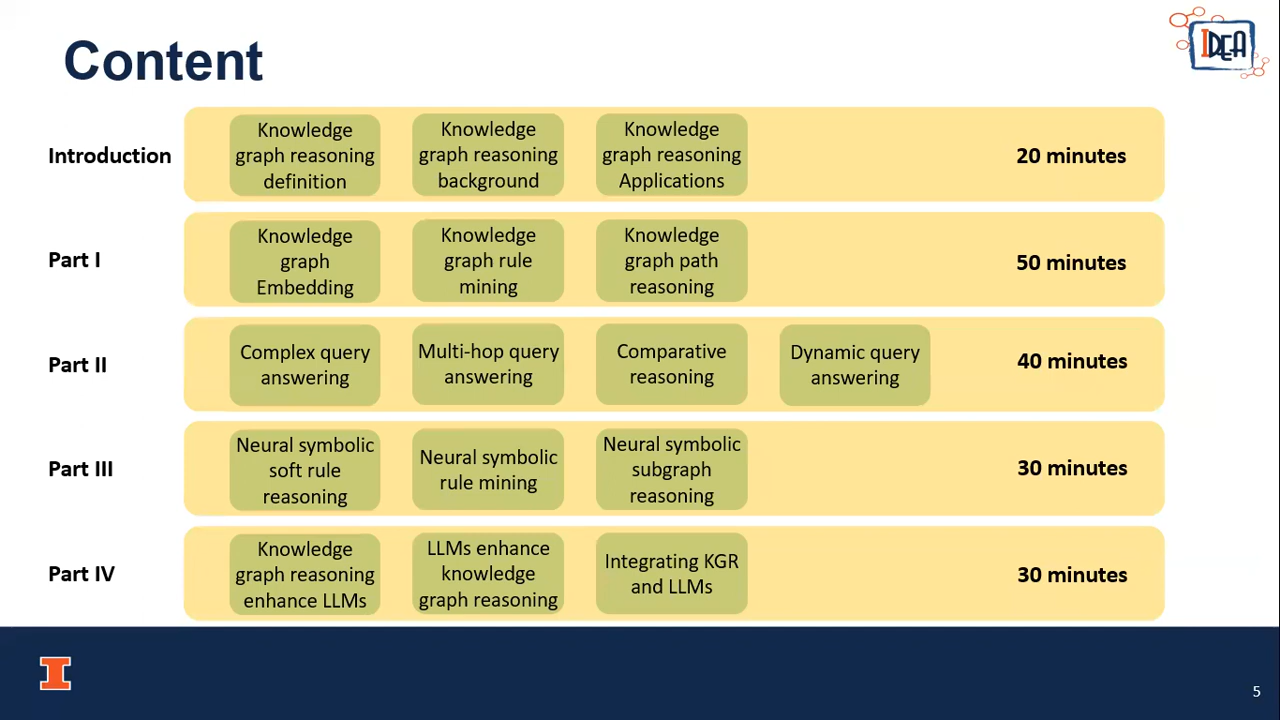 Content
IDEA
Introduction
Knowledge
graph reasoning
definition
Knowledge
graph reasoning
background
Knowledge
graph reasoning
Applications
20 minutes
Part I
Knowledge
graph
Embedding
Knowledge
graph rule
mining
Knowledge
graph path
reasoning
50 minutes
Part II
Complex query
answering
Multi-hop query
answering
Comparative
reasoning
Dynamic query
answering
40 minutes
Part III
Neural symbolic
soft rule
reasoning
Neural symbolic
rule mining
Neural symbolic
subgraph
reasoning
30 minutes
Part IV
Knowledge
graph reasoning
enhance LLMs
LLMs enhance
knowledge
graph reasoning
Integrating KGR
and LLMs
30 minutes
I
5